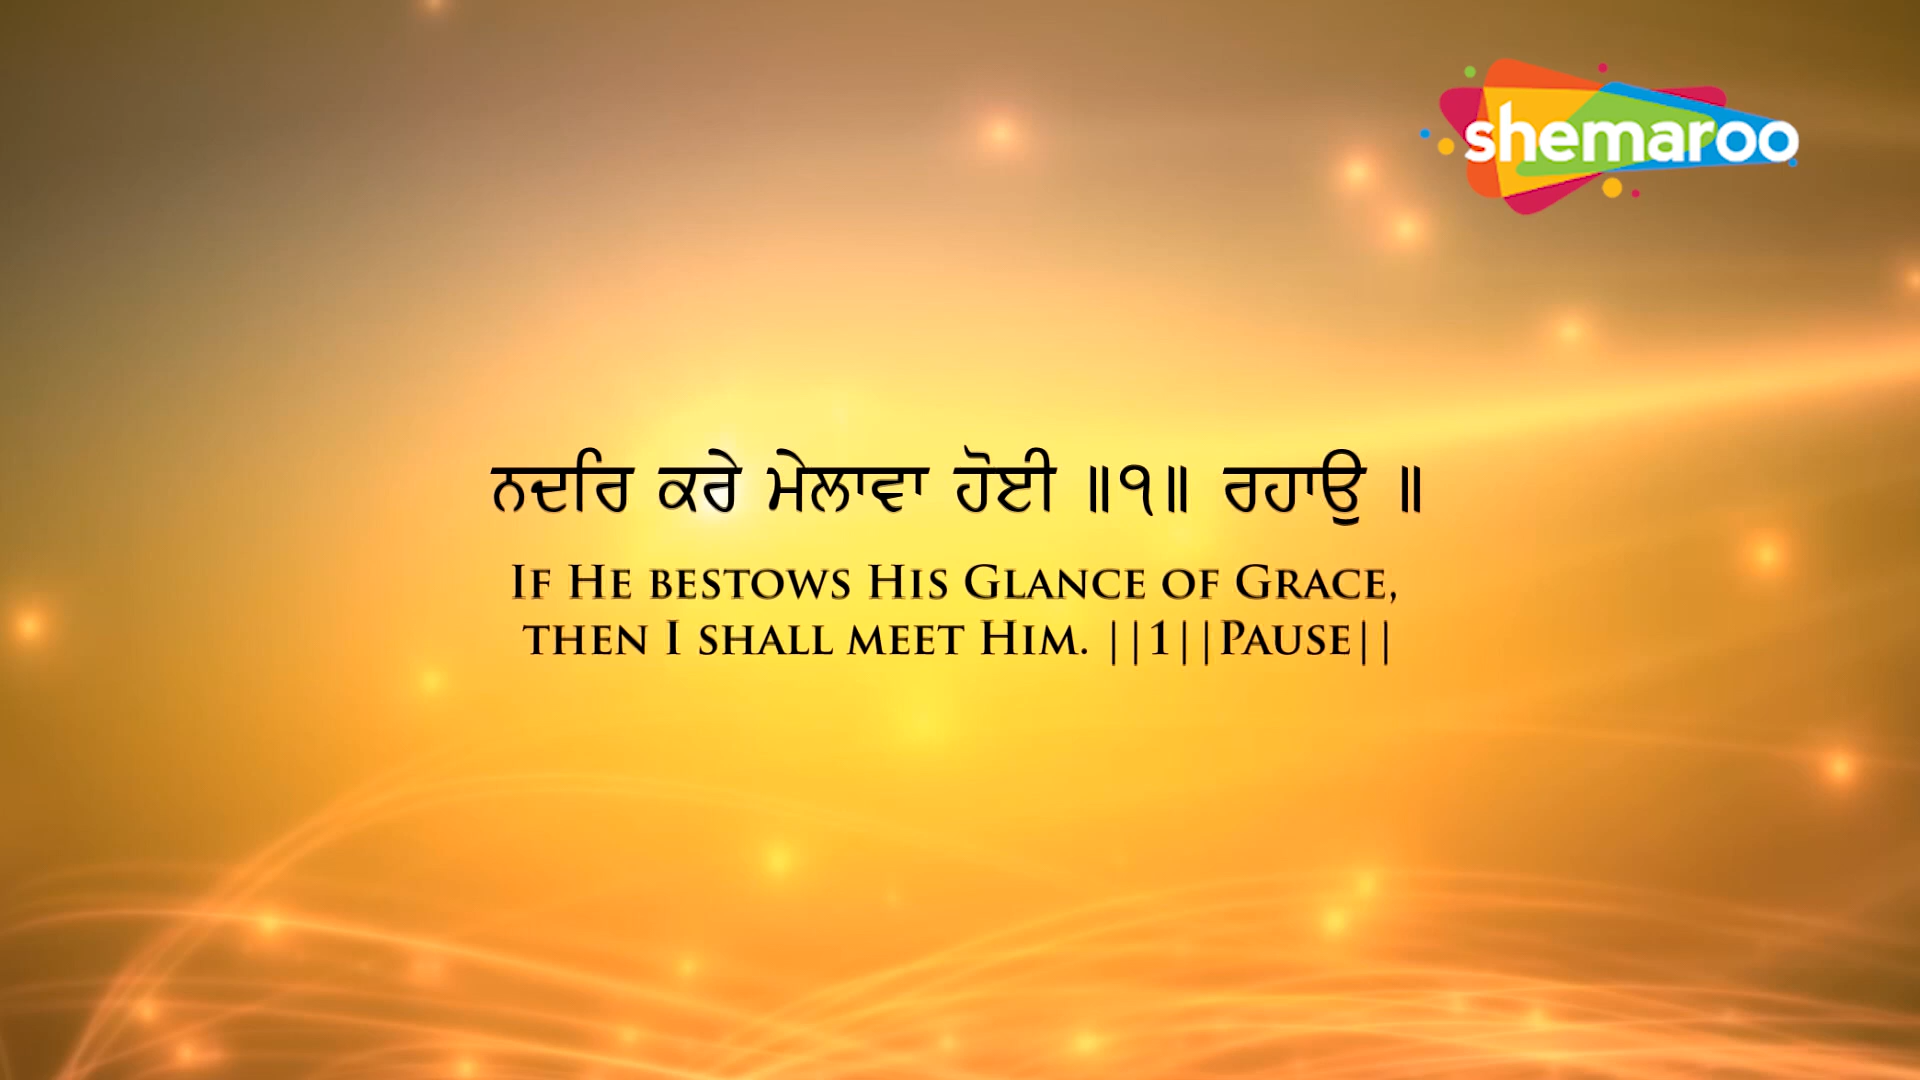 shemaroo
ਨਦਰਿ ਕਰੇ ਮੇਲਾਵਾ ਹੋਈ ॥੧॥ ਰਹਾਉ ॥
If He bestows His Glance of Grace,
then I shall meet Him. ||1||Pause||